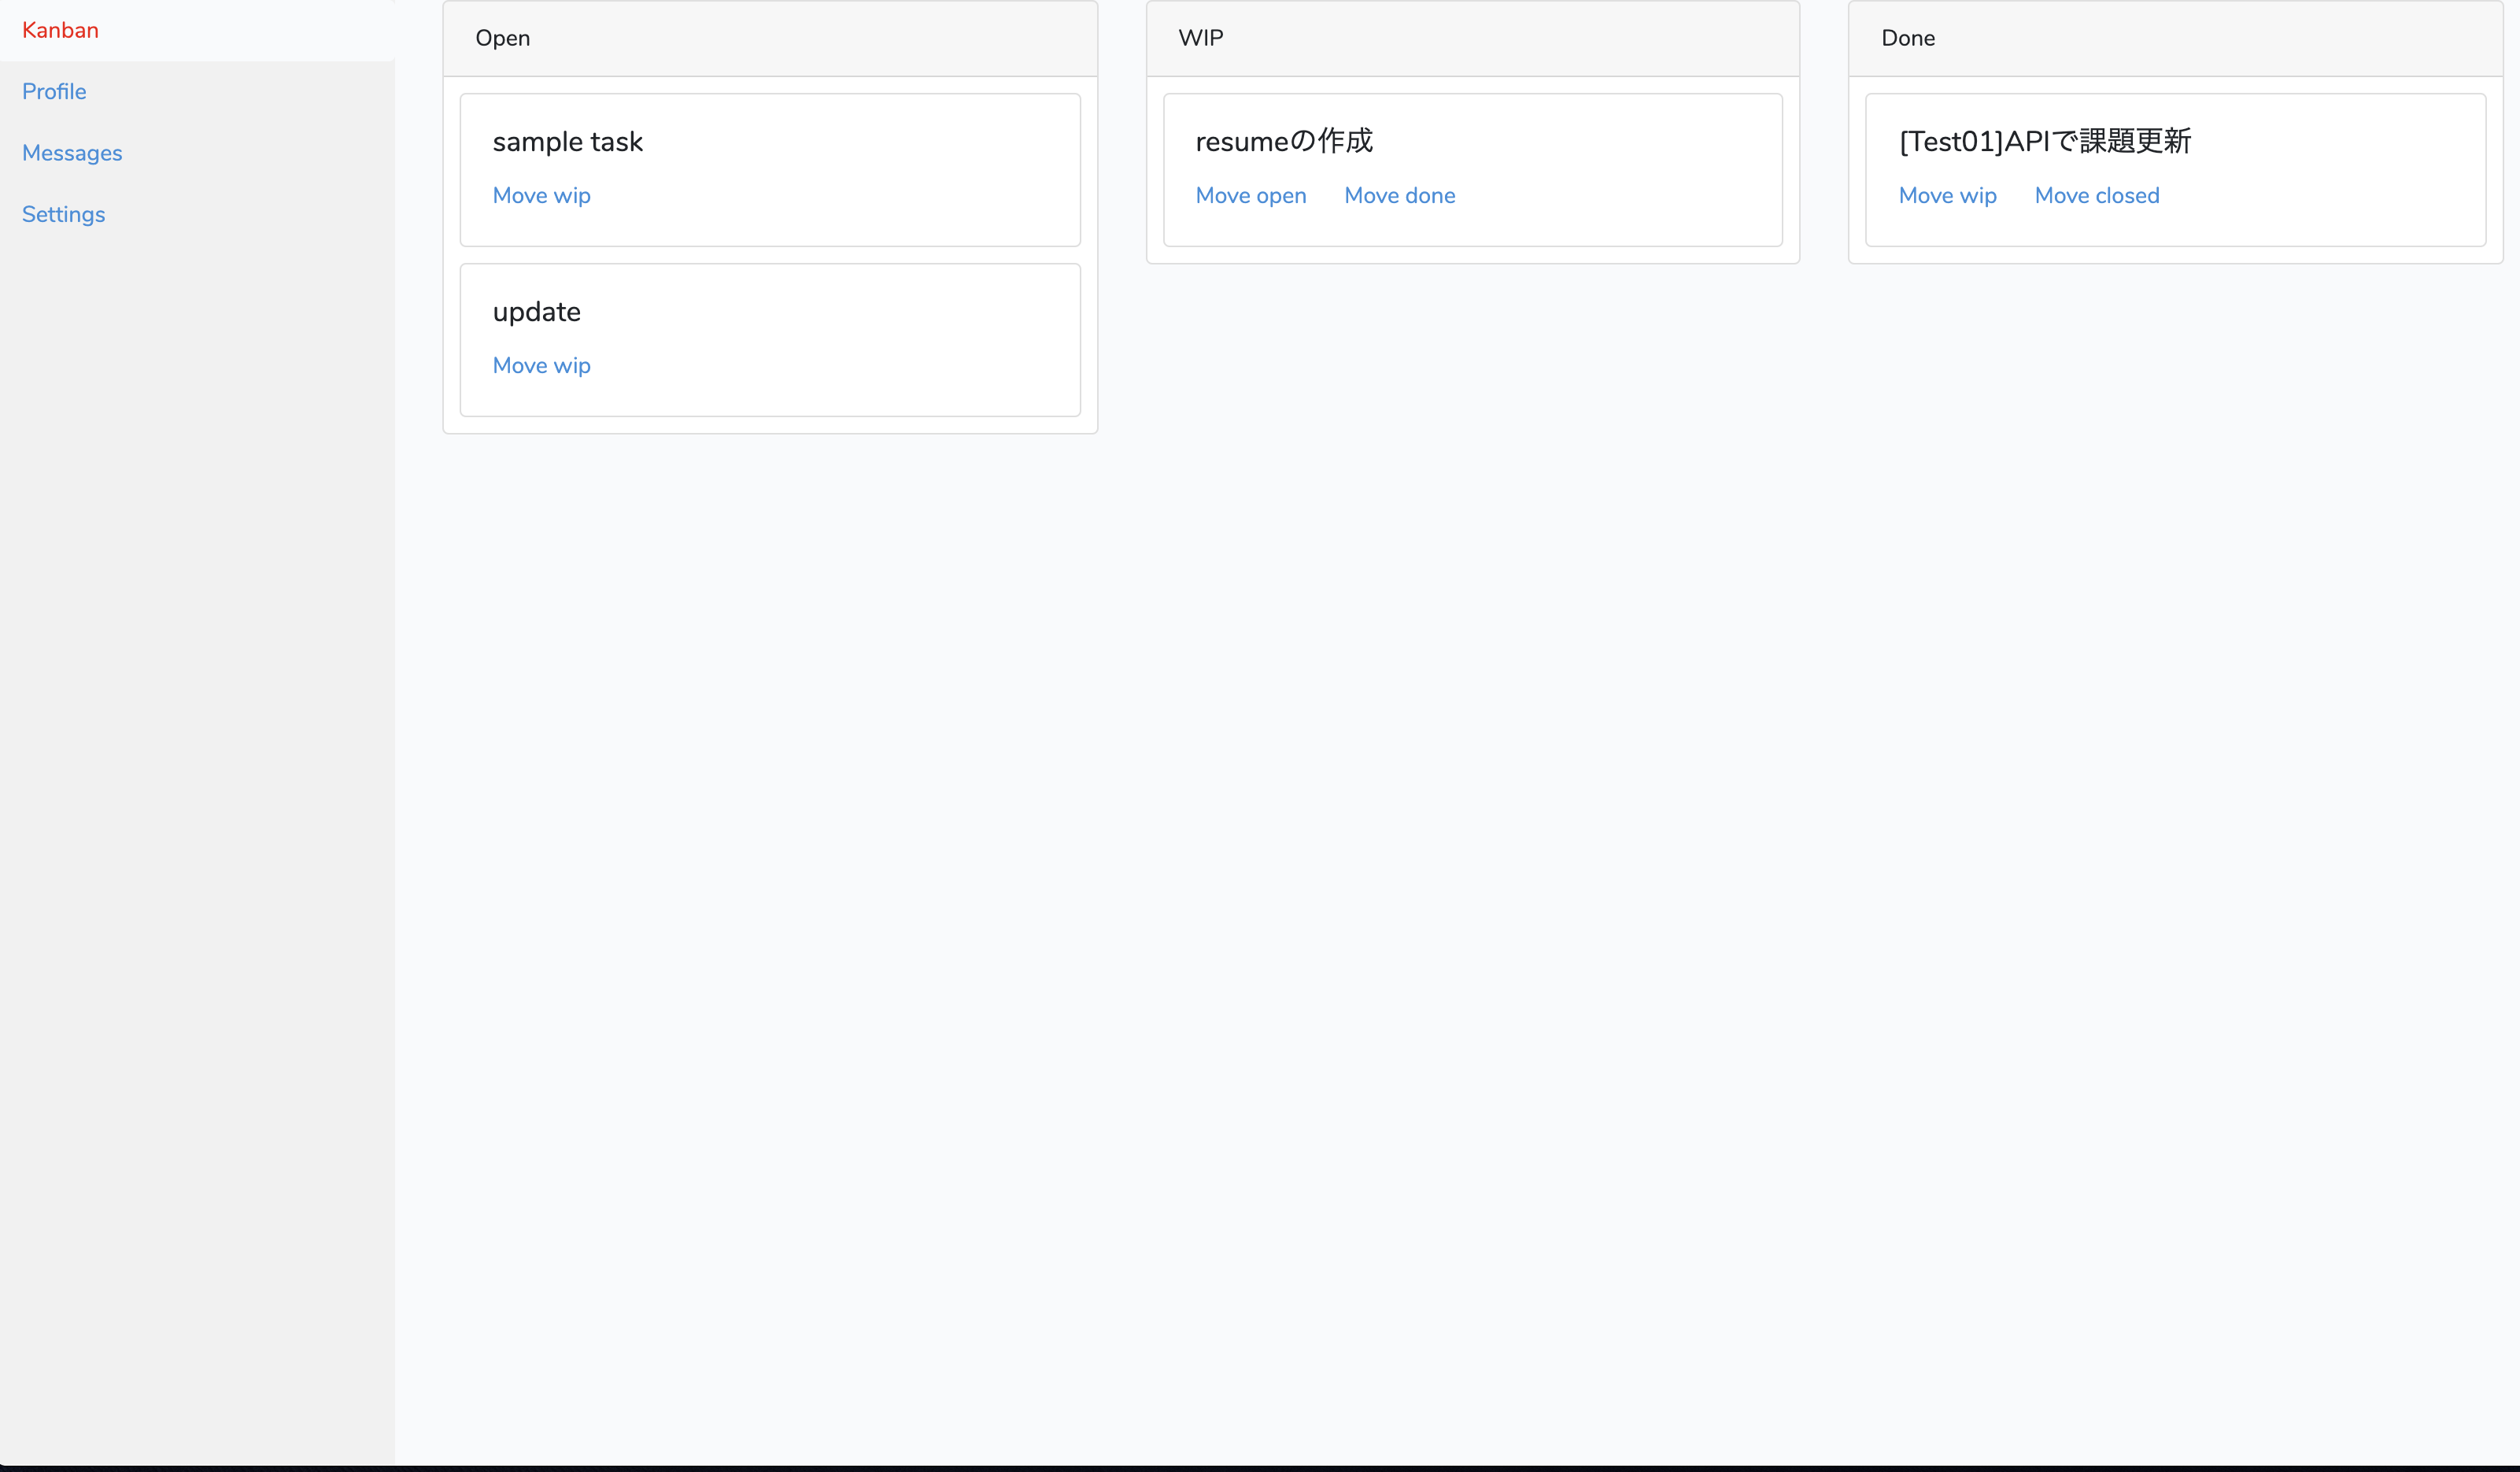 Kanban
Profile
Messages
Settings
Open
sample task
Move wip
update
Move wip
WIP
resumeの作成
Move open Move done
Done
[Test01]APIで課題更新
Move wip Move closed